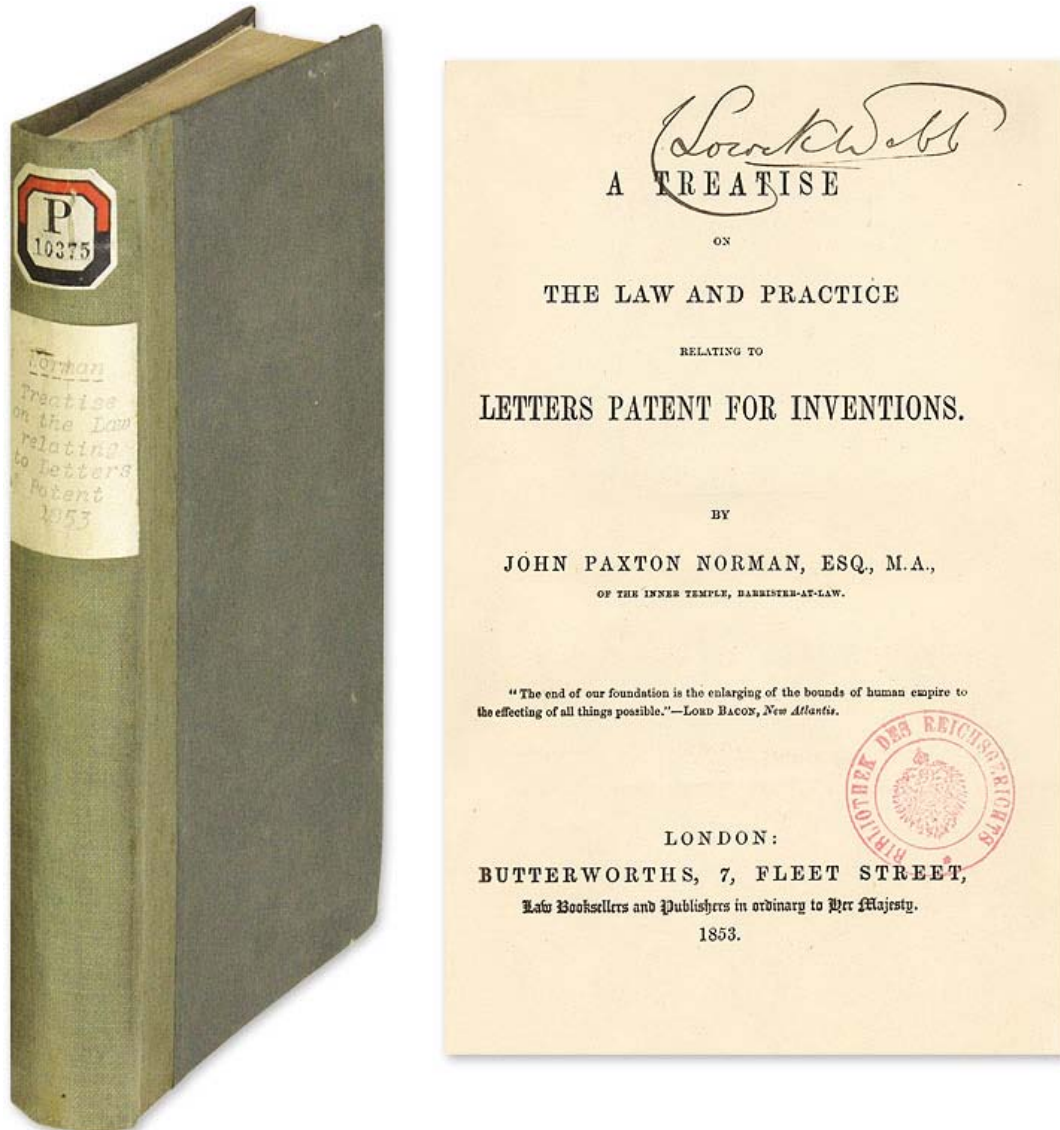 P
10375
Norman
Treatise
on the Law
relating
to Letters
Patent
1853
Locock Webb
A TREATISE
ON
THE LAW AND PRACTICE
RELATING TO
LETTERS PATENT FOR INVENTIONS.
BY
JOHN PAXTON NORMAN, ESQ., M.A.,
OF THE INNER TEMPLE, BARRISTER-AT-LAW.
"The end of our foundation is the enlarging of the bounds of human empire to
the effecting of all things possible."—LORD BACON, New Atlantis.
BIBLIOTHEK DES REICHSGERICHTS
LONDON:
BUTTERWORTHS, 7, FLEET STREET,
Law Booksellers and Publishers in ordinary to Her Majesty.
1853.